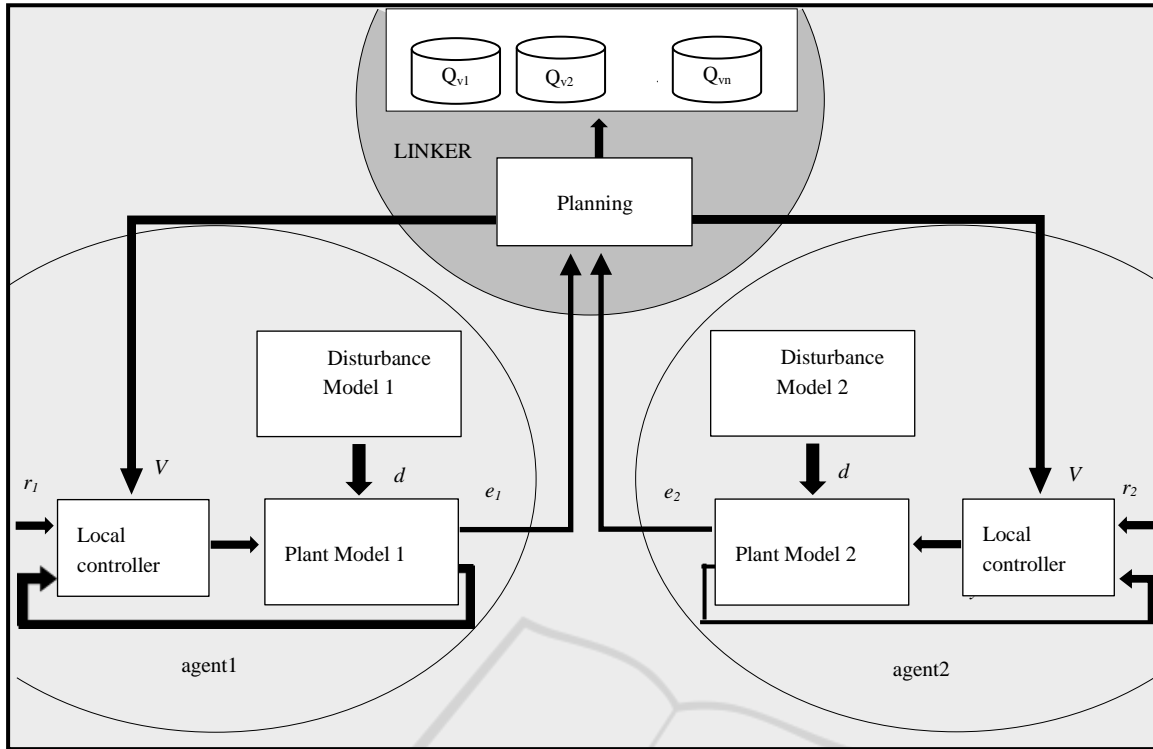 Qv1 Qv2 Qvn
LINKER
Planning
Disturbance
Model 1
Disturbance
Model 2
V
d
r1
e1
e2
d
V
r2
Local
controller
Plant Model 1
Plant Model 2
Local
controller
agent1
agent2